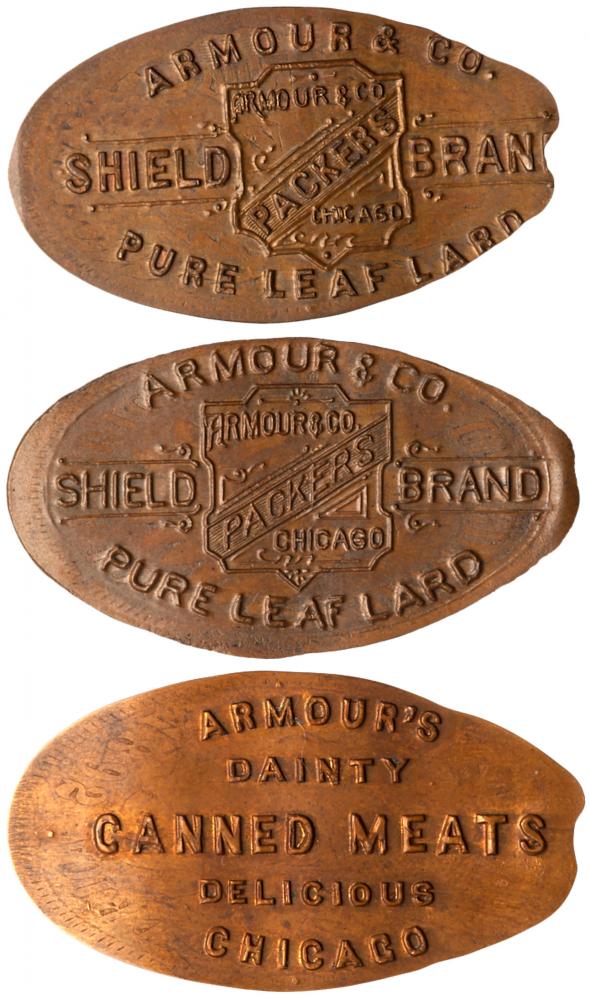 ARMOUR & CO.
ARMOUR & CO
SHIELD PACKERS BRAN
CHICAGO
PURE LEAF LARD
ARMOUR & CO.
ARMOUR & CO.
SHIELD PACKERS BRAND
CHICAGO
PURE LEAF LARD
ARMOUR'S
DAINTY
CANNED MEATS
DELICIOUS
CHICAGO